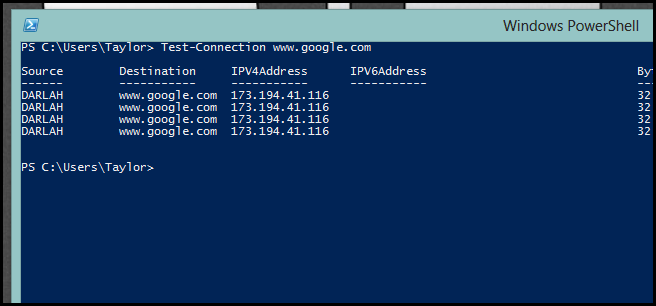 Windows PowerShell
PS C:\Users\Taylor> Test-Connection www.google.com
Source Destination IPV4Address IPV6Address By
------ ----------- ----------- ----------- --
DARLAH www.google.com 173.194.41.116 32
DARLAH www.google.com 173.194.41.116 32
DARLAH www.google.com 173.194.41.116 32
DARLAH www.google.com 173.194.41.116 32
PS C:\Users\Taylor>